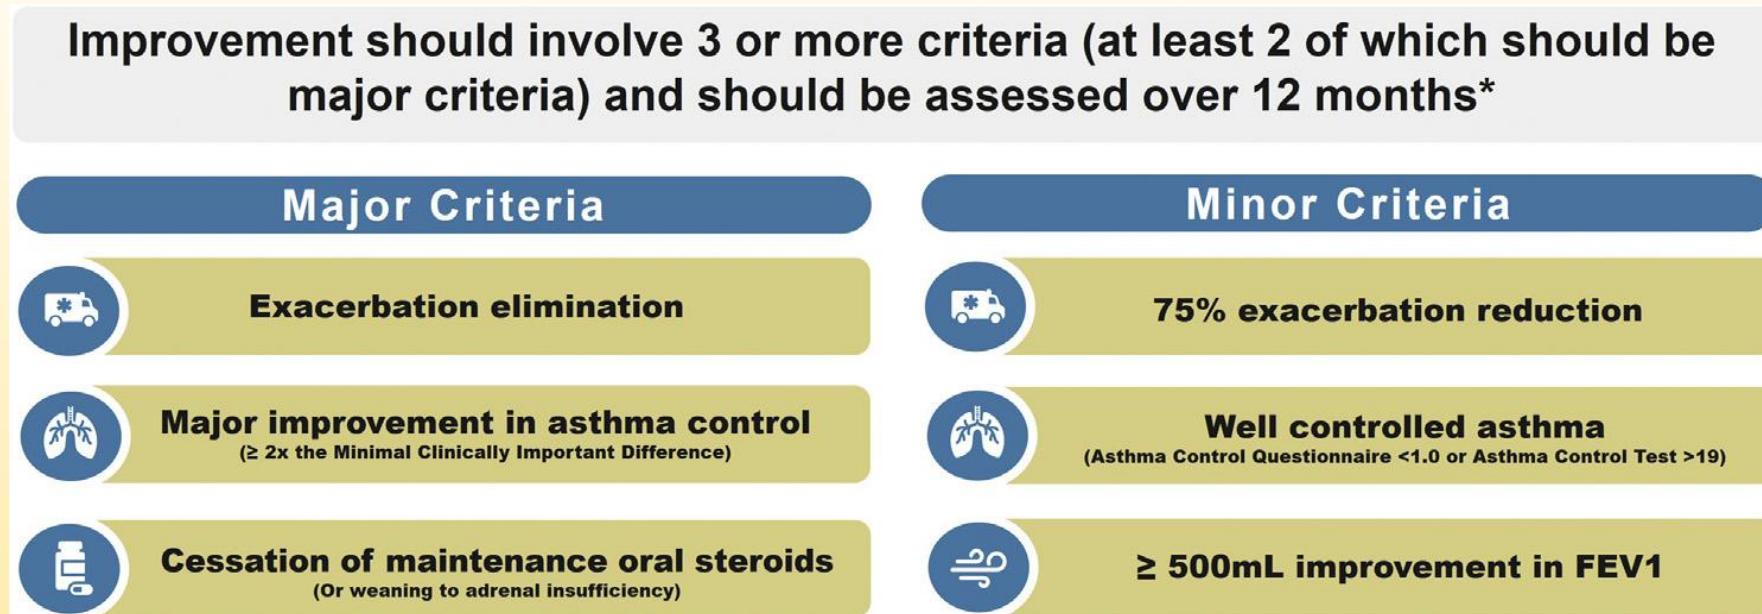 Improvement should involve 3 or more criteria (at least 2 of which should be
major criteria) and should be assessed over 12 months*
Major Criteria
Exacerbation elimination
Major improvement in asthma control
(≥ 2x the Minimal Clinically Important Difference)
Cessation of maintenance oral steroids
(Or weaning to adrenal insufficiency)
Minor Criteria
75% exacerbation reduction
Well controlled asthma
(Asthma Control Questionnaire <1.0 or Asthma Control Test >19)
≥ 500mL improvement in FEV1